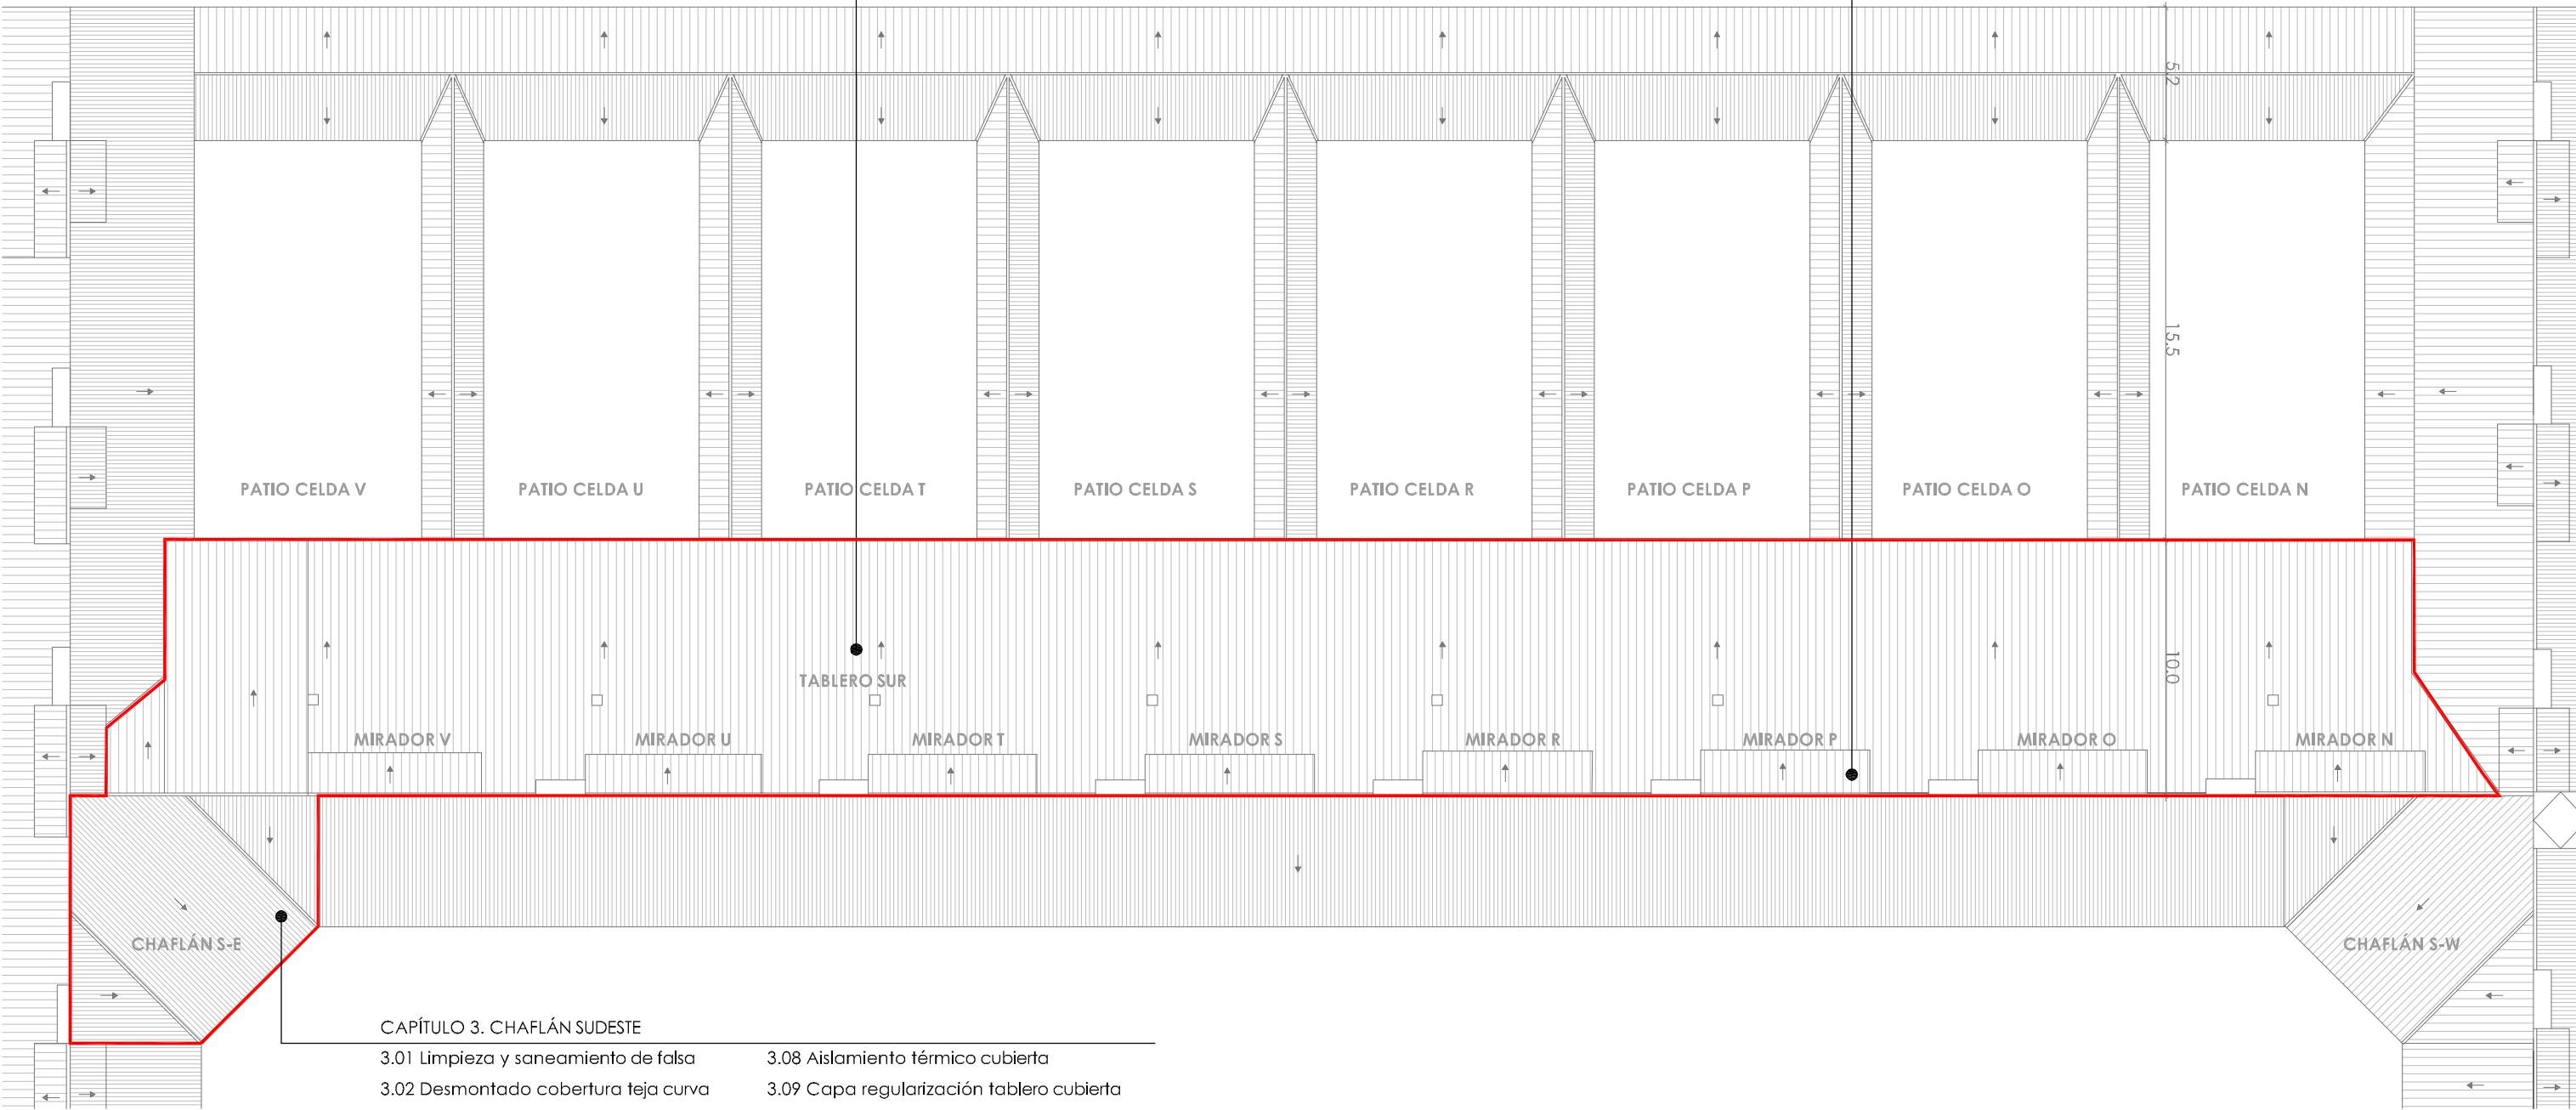 5.2
15.5
PATIO CELDA V
PATIO CELDA U
PATIO CELDA T
PATIO CELDA S
PATIO CELDA R
PATIO CELDA P
PATIO CELDA O
PATIO CELDA N
10.0
TABLERO SUR
MIRADOR V
MIRADOR U
MIRADOR T
MIRADOR S
MIRADOR R
MIRADOR P
MIRADOR O
MIRADOR N
CHAFLÁN S-E
CHAFLÁN S-W
CAPÍTULO 3. CHAFLÁN SUDESTE
3.01 Limpieza y saneamiento de falsa
3.08 Aislamiento térmico cubierta
3.02 Desmontado cobertura teja curva
3.09 Capa regularización tablero cubierta